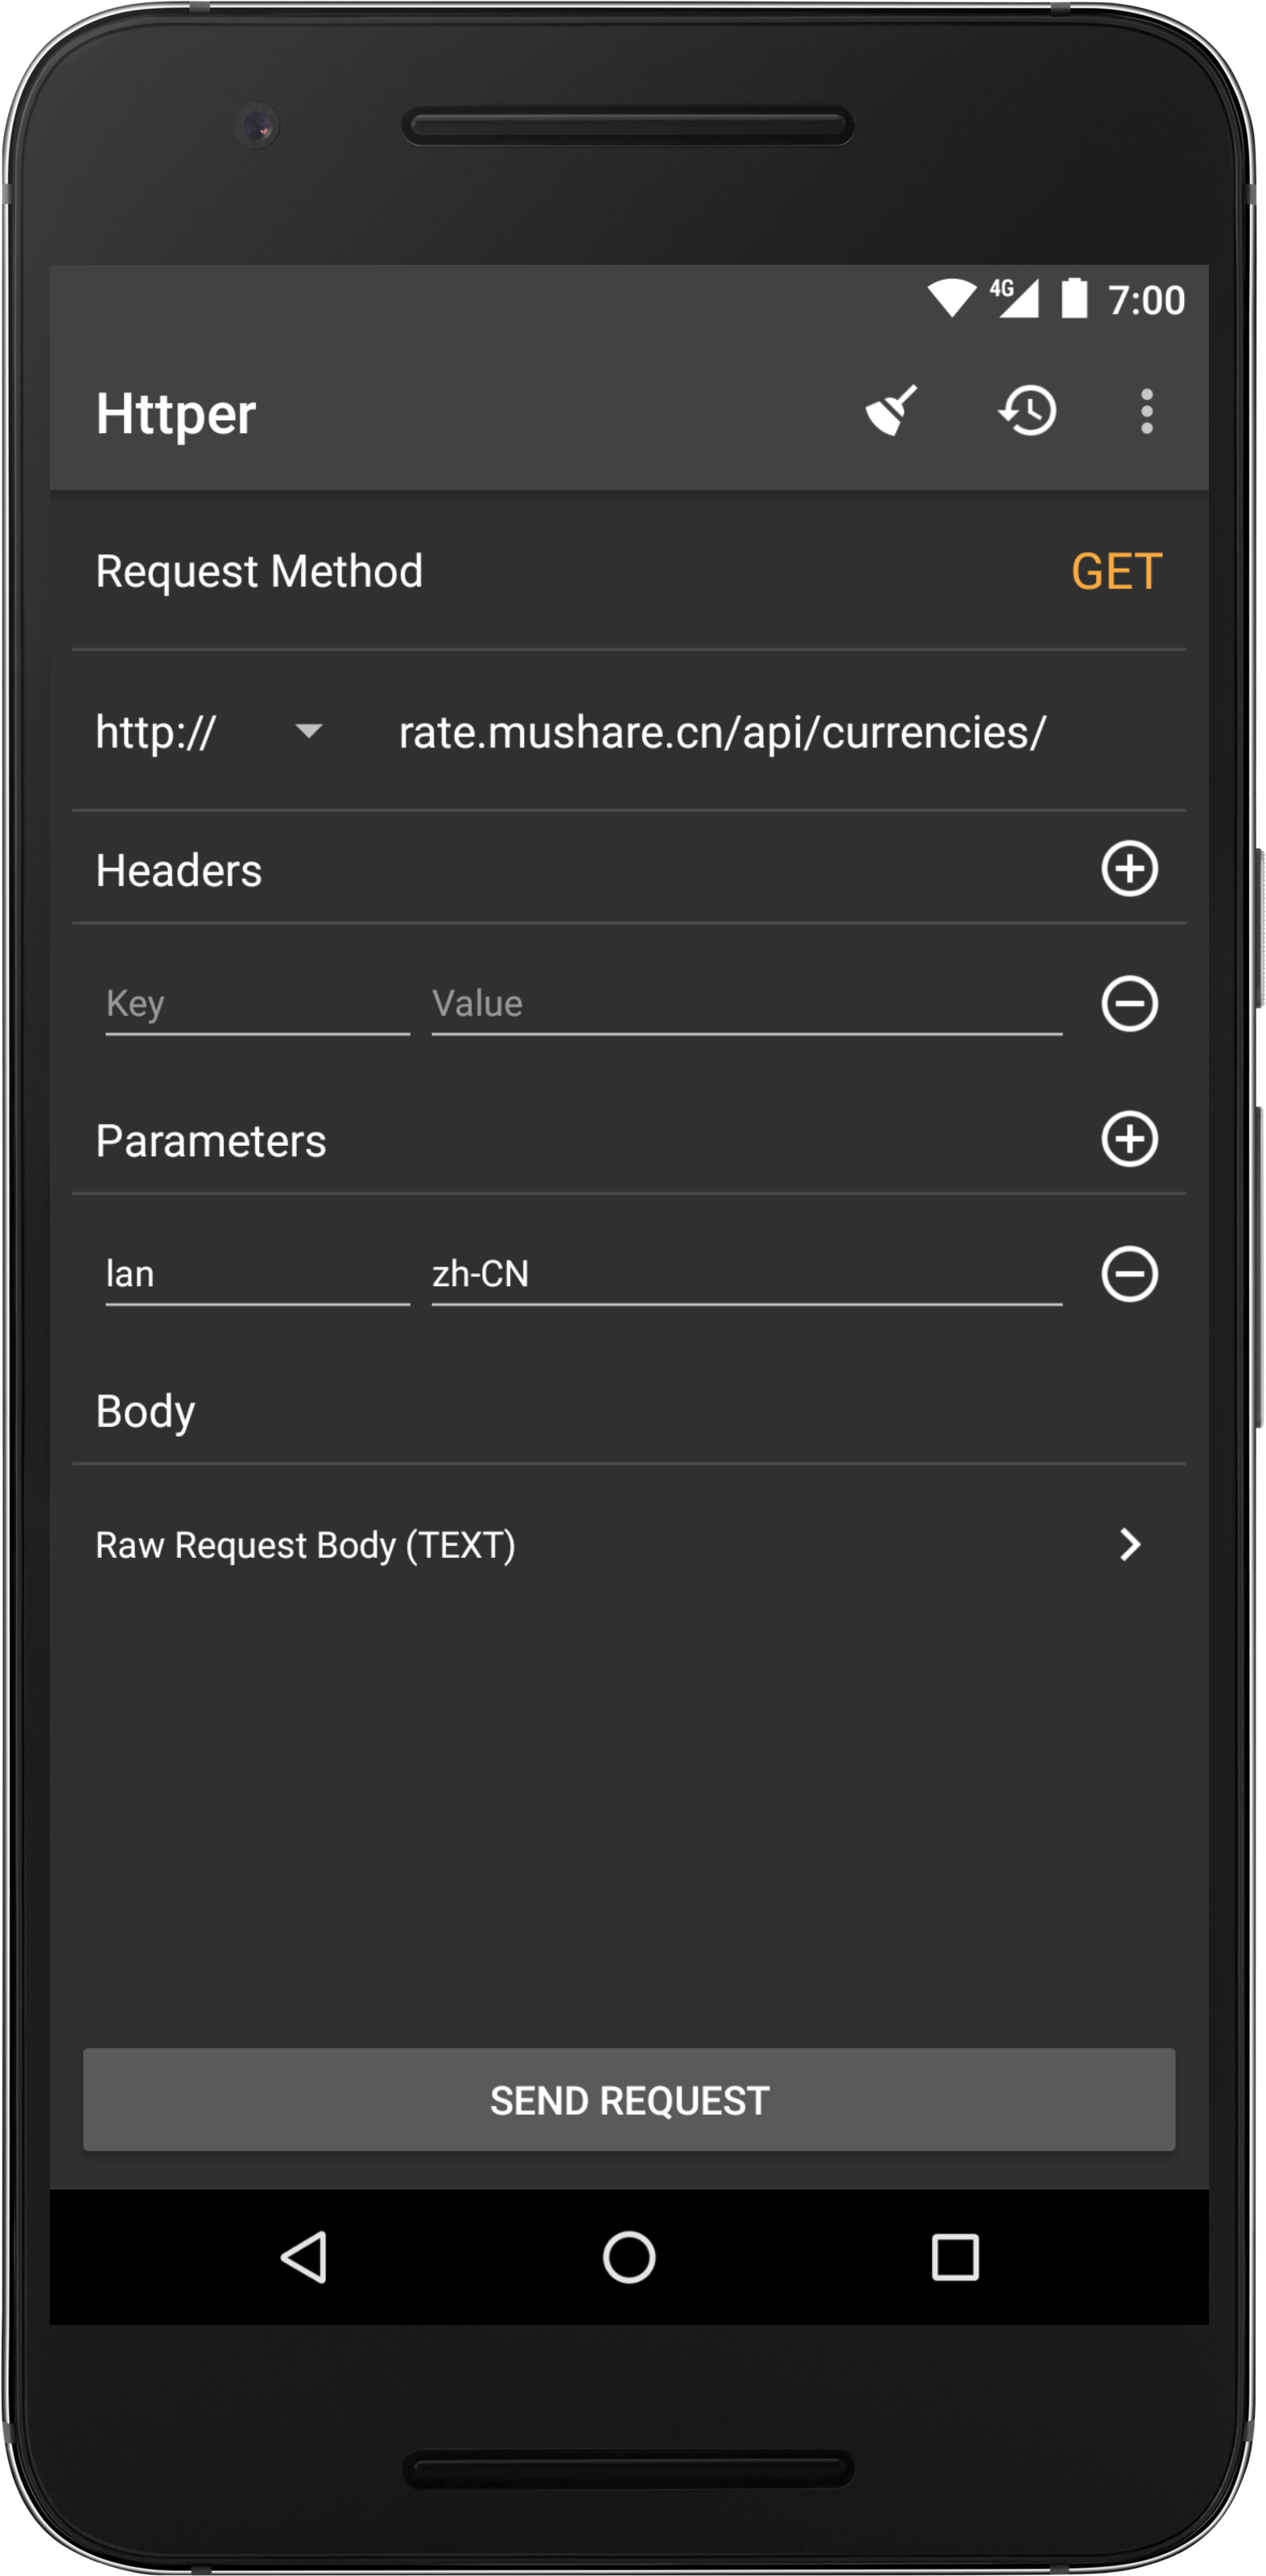 4G 7:00
Httper
Request Method GET
http:// rate.mushare.cn/api/currencies/
Headers
Key Value
Parameters
lan zh-CN
Body
Raw Request Body (TEXT)
SEND REQUEST